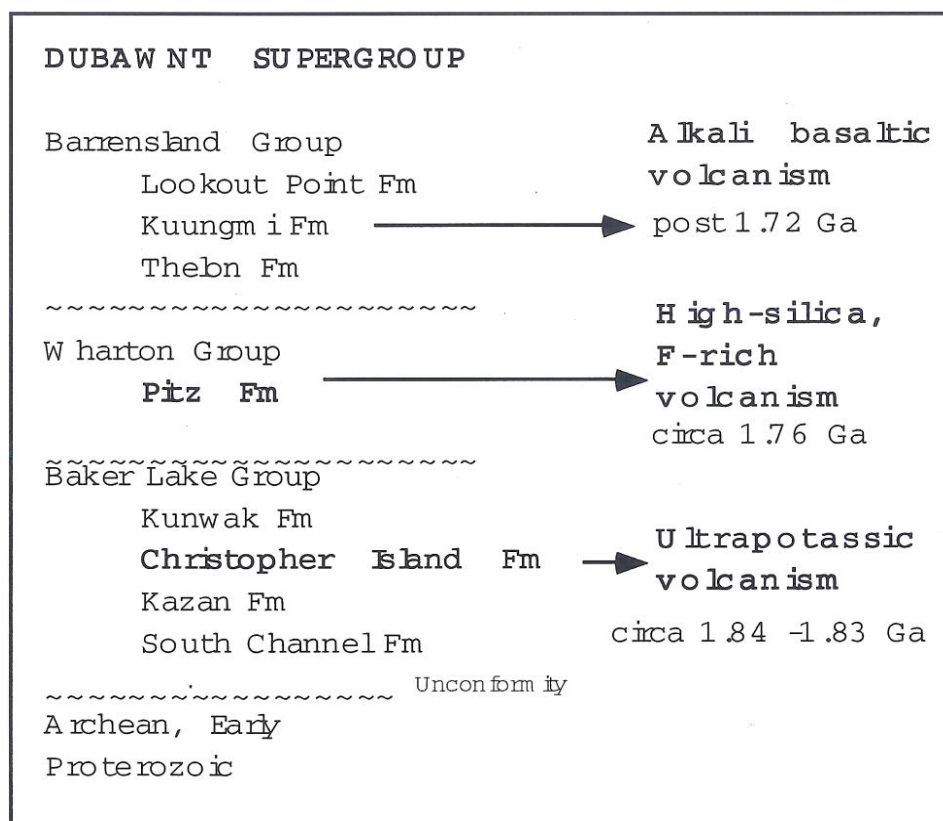 DUBAWNT SUPERGROUP
Barrensland Group
Lookout Point Fm
Kuungmi Fm
Thelon Fm
Alkali basaltic
volcanism
post 1.72 Ga
~~~~~~~~~~~~~~~~~~~~~
Wharton Group
Pitz Fm
High-silica,
F-rich
volcanism
circa 1.76 Ga
~~~~~~~~~~~~~~~~~~~~~
Baker Lake Group
Kunwak Fm
Christopher Island Fm
Kazan Fm
South Channel Fm
Ultrapotassic
volcanism
circa 1.84 -1.83 Ga
~~~~~~~~~~~~~~~~~ Unconformity
Archean, Early
Proterozoic